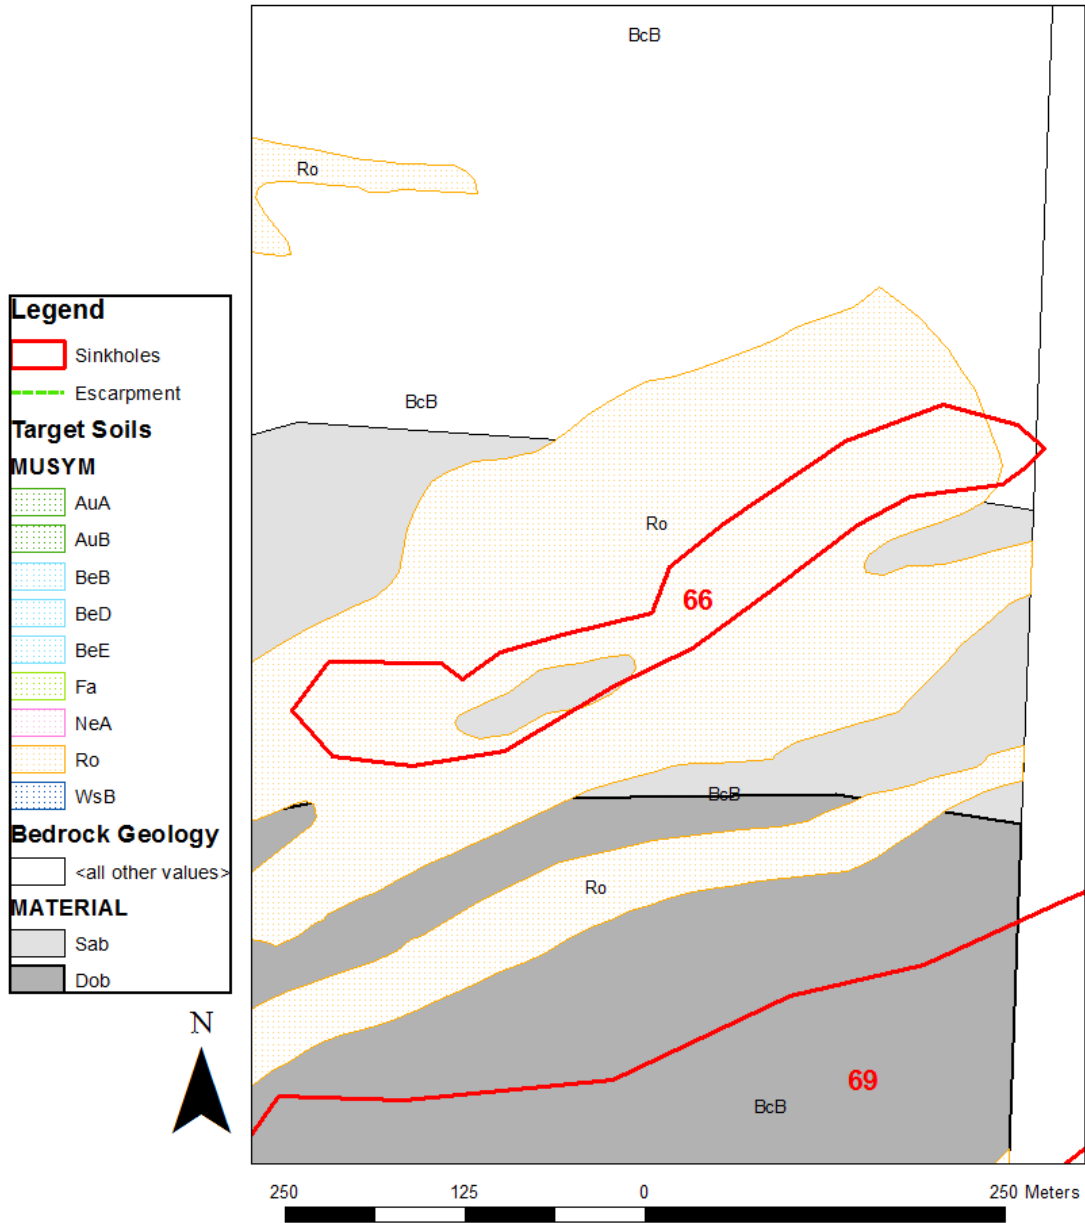 BcB
Ro
Legend
Sinkholes
Escarpment
Target Soils
MUSYM
AuA
AuB
BeB
BeD
BeE
Fa
NeA
Ro
WsB
Bedrock Geology
<all other values>
MATERIAL
Sab
Dob
N
BcB
Ro
66
BcB
Ro
69
BcB
250 125 0 250 Meters